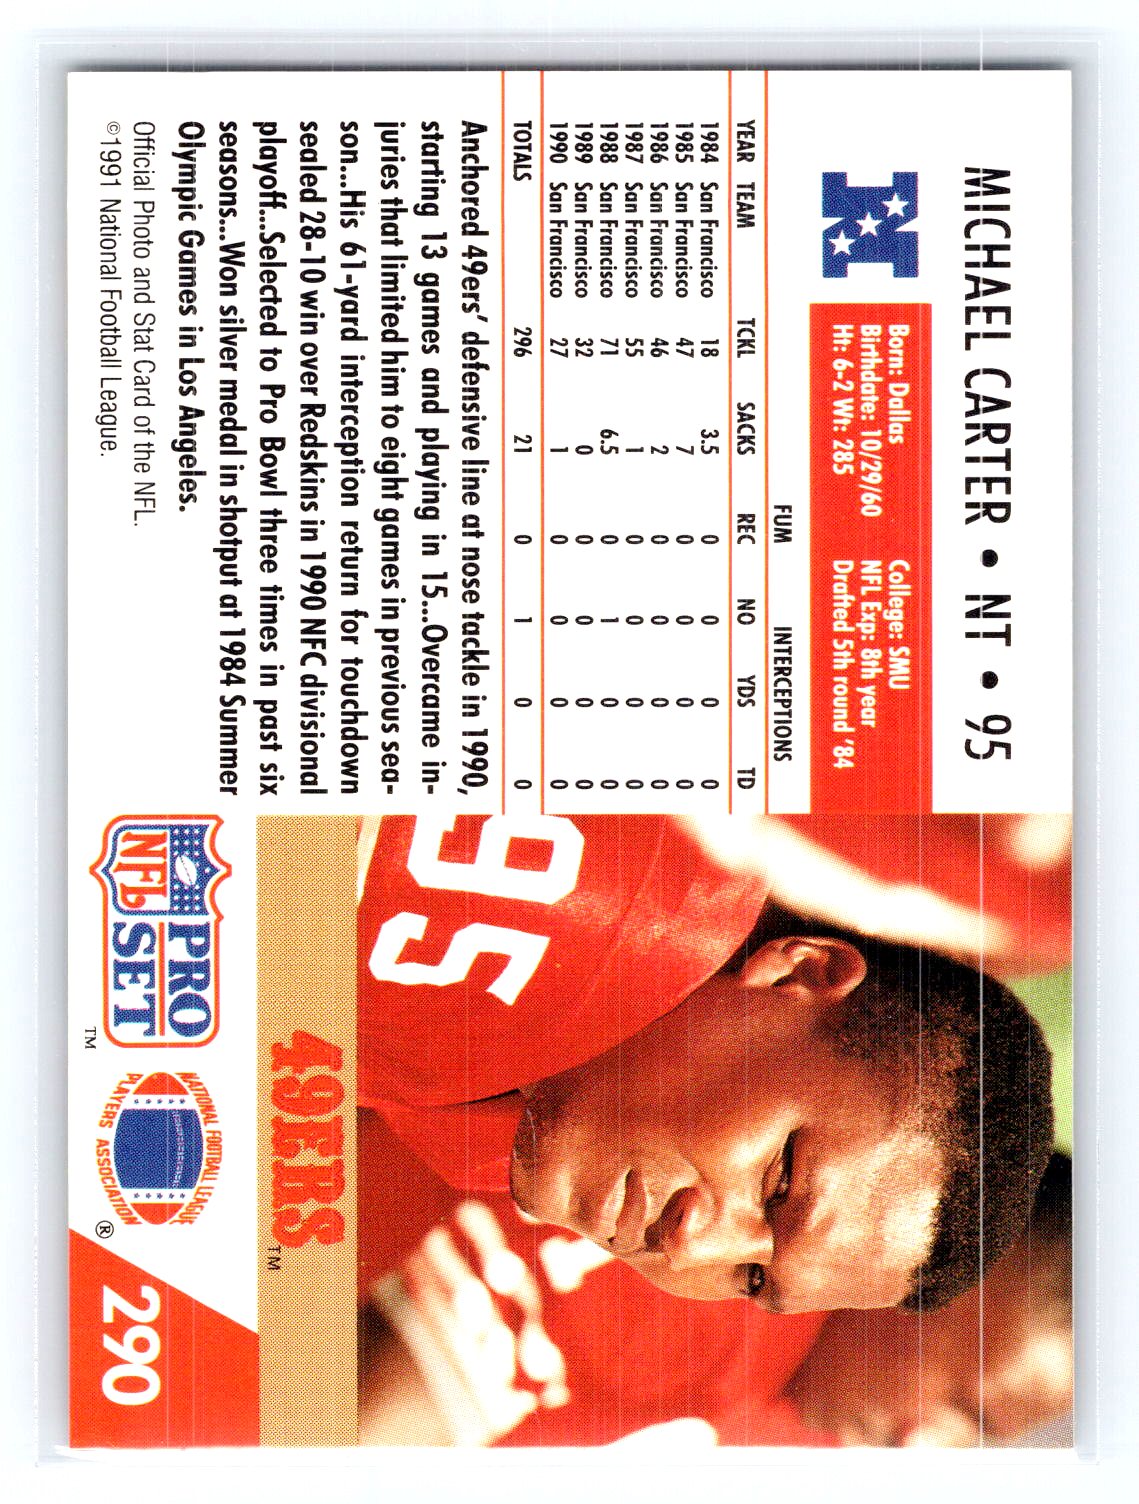 MICHAEL CARTER • NT • 95
Born: Dallas College: SMU
Birthdate: 10/29/60 NFL Exp: 8th year
Ht: 6-2 Wt: 285 Drafted 5th round '84
FUM INTERCEPTIONS
YEAR TEAM TCKL SACKS REC NO YDS TD
1984 San Francisco 18 3.5 0 0 0 0
1985 San Francisco 47 7 0 0 0 0
1986 San Francisco 46 2 0 0 0 0
1987 San Francisco 55 1 0 0 0 0
1988 San Francisco 71 6.5 0 1 0 0
1989 San Francisco 32 0 0 0 0 0
1990 San Francisco 27 1 0 0 0 0
TOTALS 296 21 0 1 0 0
Anchored 49ers' defensive line at nose tackle in 1990,
starting 13 games and playing in 15...Overcame in-
juries that limited him to eight games in previous sea-
son...His 61-yard interception return for touchdown
sealed 28-10 win over Redskins in 1990 NFC divisional
playoff...Selected to Pro Bowl three times in past six
seasons...Won silver medal in shotput at 1984 Summer
Olympic Games in Los Angeles.
Official Photo and Stat Card of the NFL.
©1991 National Football League.
95
49ERS™
PRO
NFL SET™
NATIONAL FOOTBALL LEAGUE
PLAYERS ASSOCIATION®
290